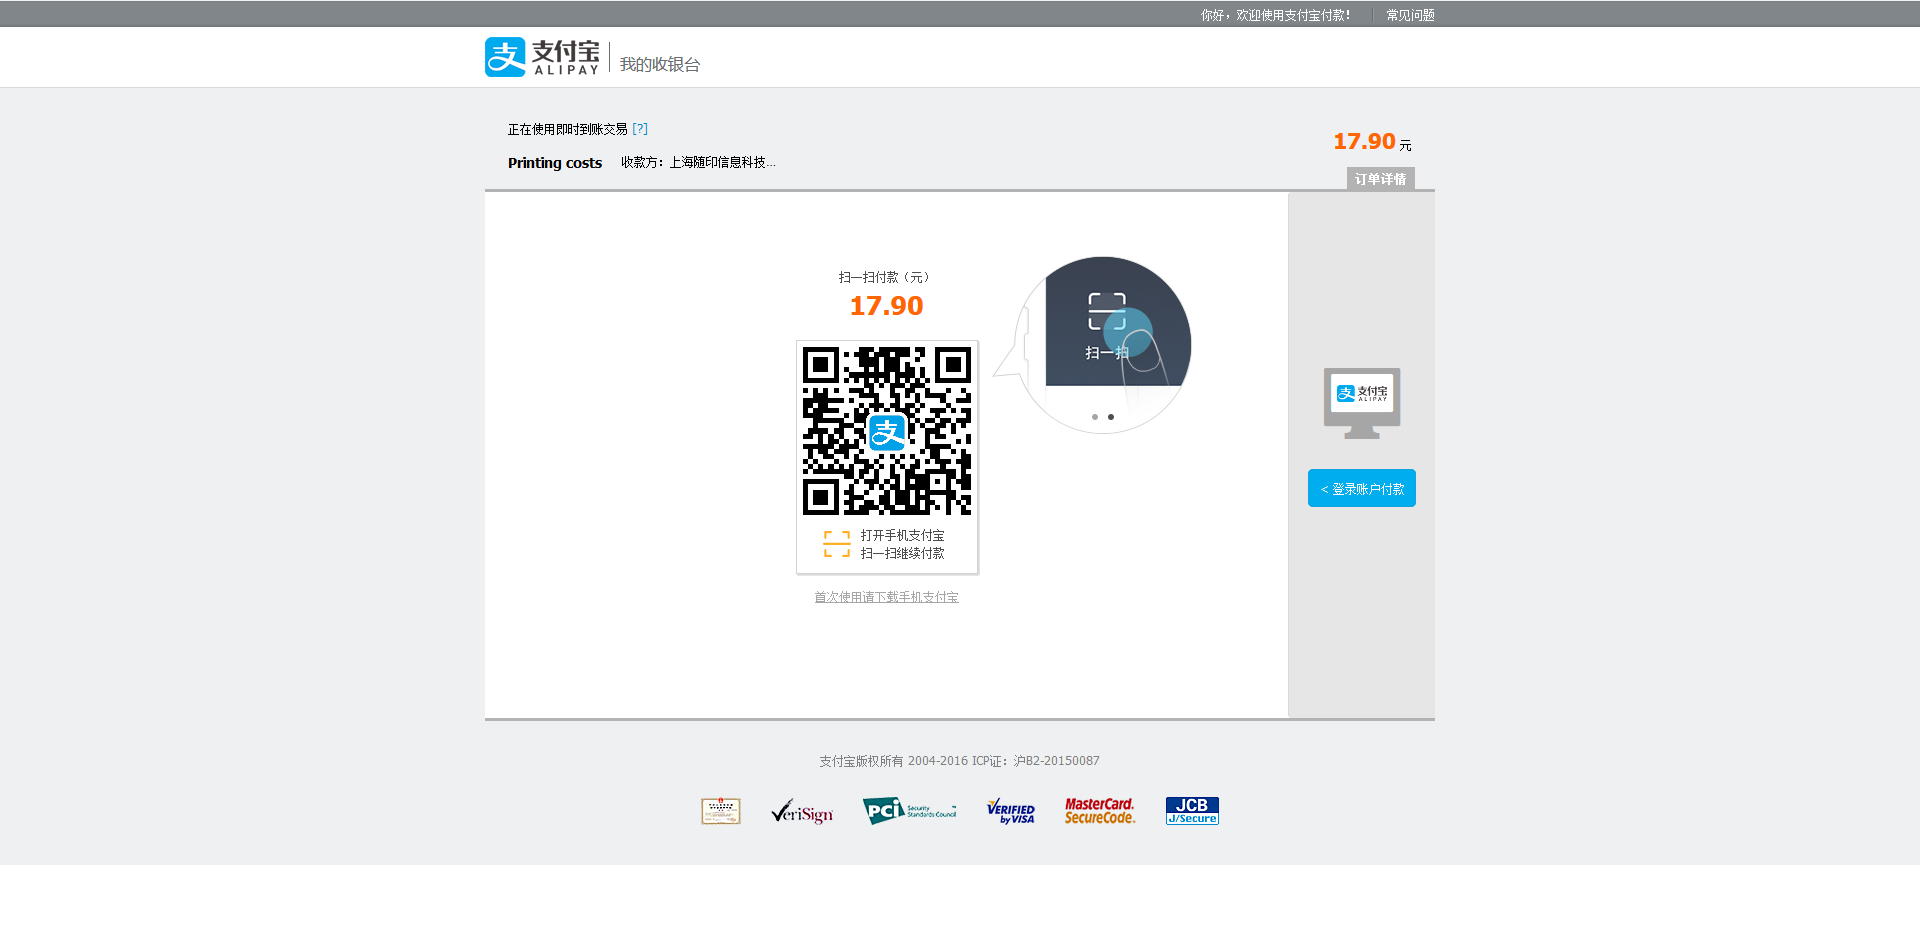 你好，欢迎使用支付宝付款！ 常见问题
支 支付宝 ALIPAY 我的收银台
正在使用即时到账交易 [?]
17.90 元
Printing costs 收款方：上海随印信息科技...
订单详情
扫一扫付款（元）
17.90
扫一扫
支
支 支付宝 ALIPAY
< 登录账户付款
打开手机支付宝
扫一扫继续付款
首次使用请下载手机支付宝
支付宝版权所有 2004-2016 ICP证：沪B2-20150087
VeriSign
PCI Security Standards Council
VERIFIED by VISA
MasterCard. SecureCode.
JCB J/Secure